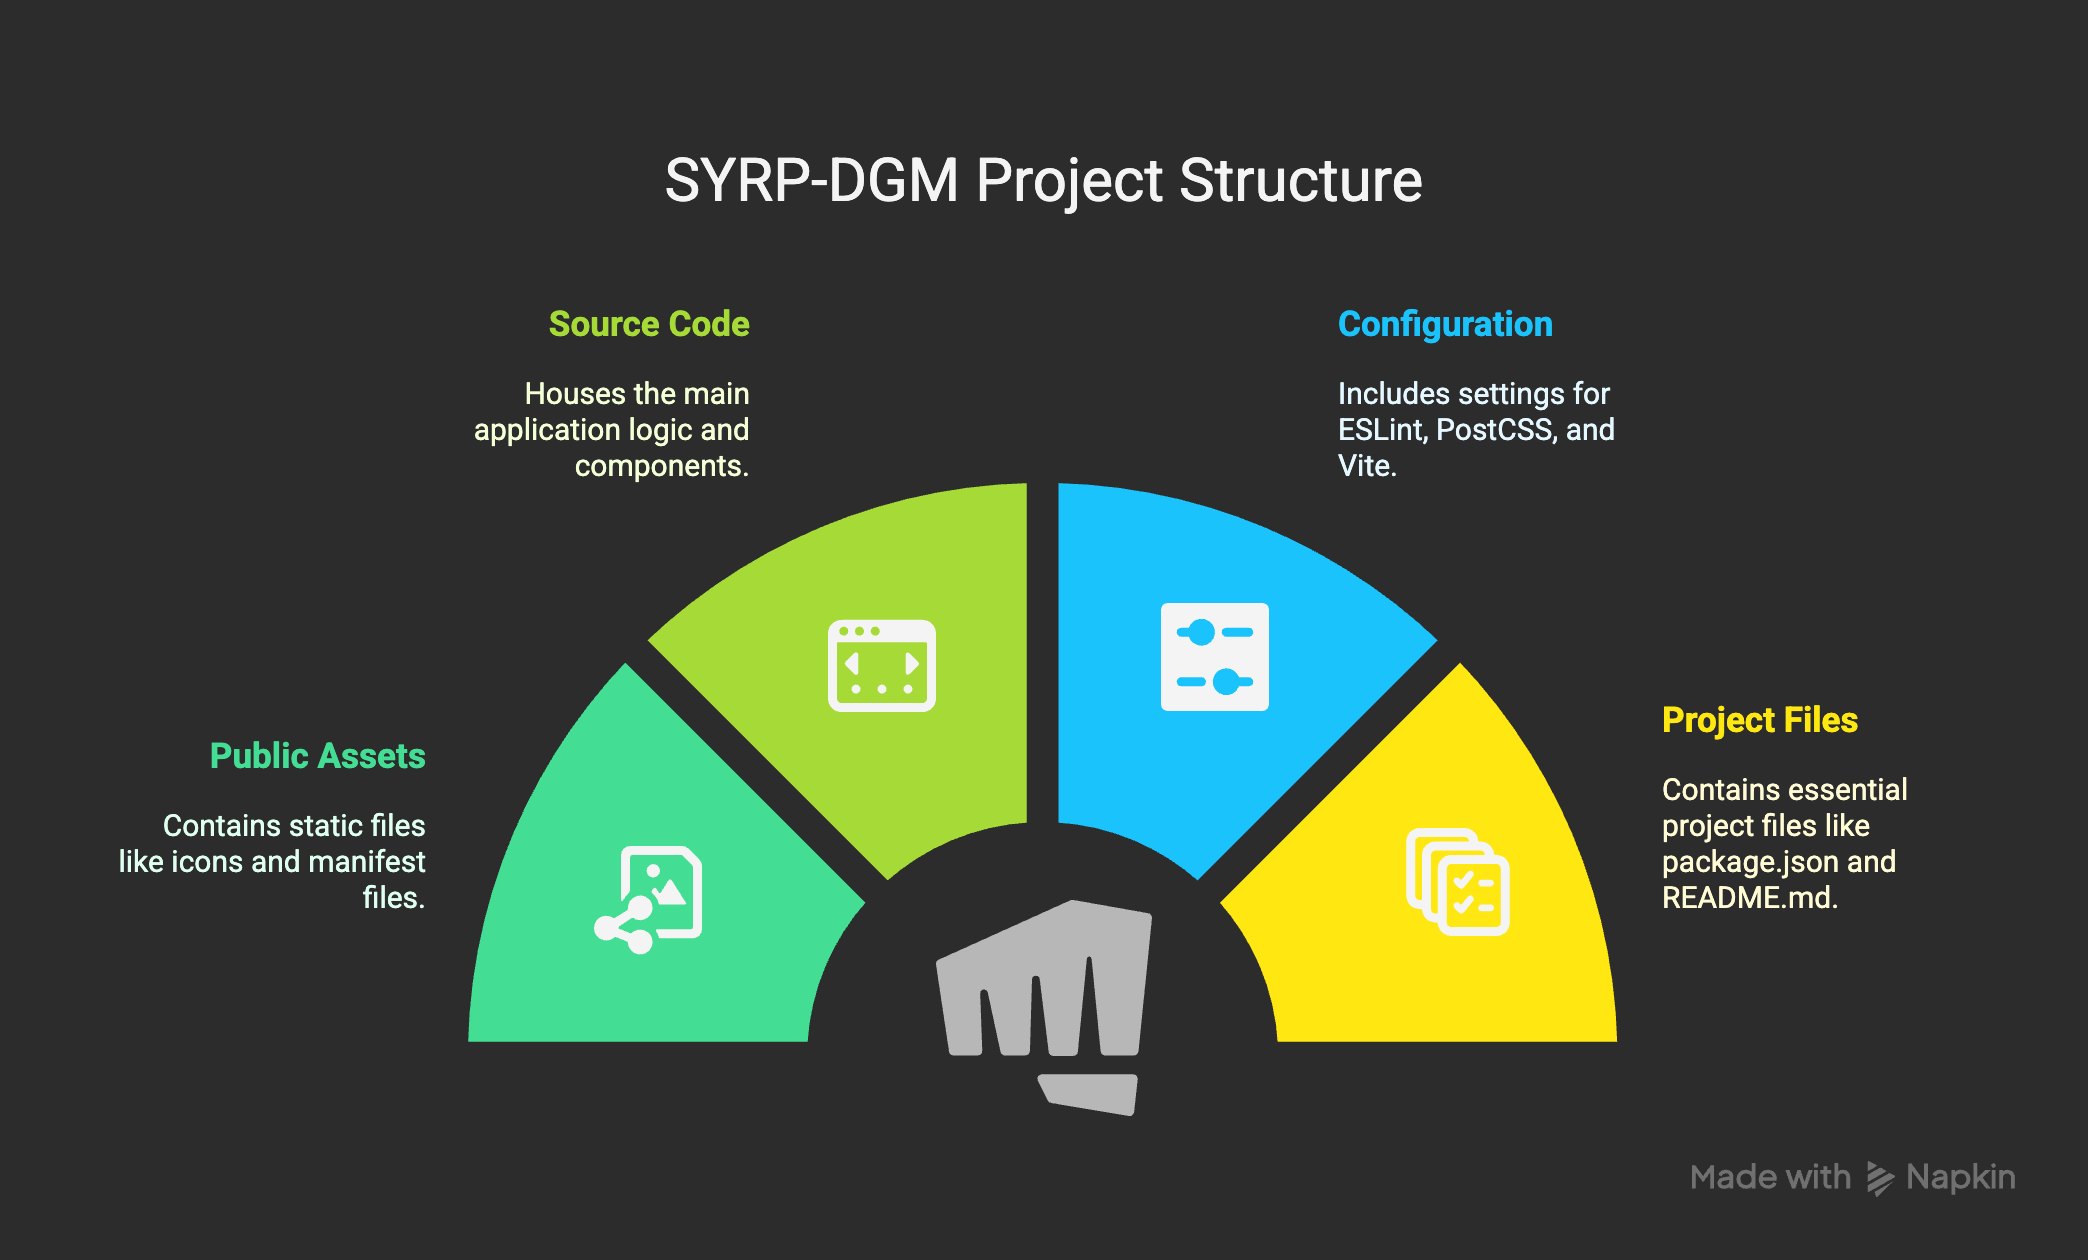 SYRP-DGM Project Structure
Source Code
Houses the main
application logic and
components.
Configuration
Includes settings for
ESLint, PostCSS, and
Vite.
Public Assets
Contains static files
like icons and manifest
files.
Project Files
Contains essential
project files like
package.json and
README.md.
Made with Napkin